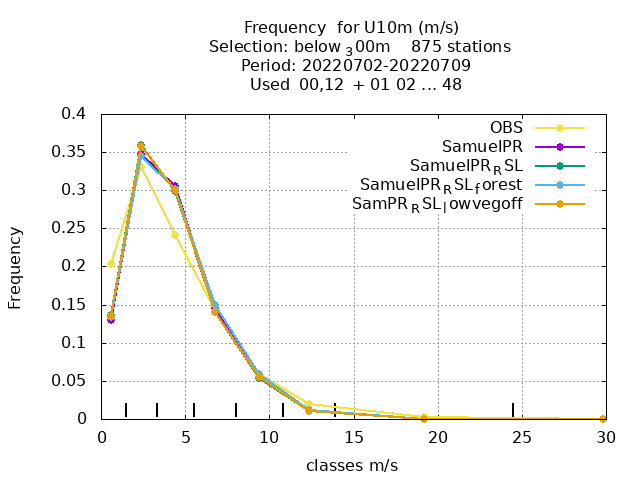 Frequency  for U10m (m/s)
Selection: below ₃00m    875 stations
Period: 20220702-20220709
Used  00,12  + 01 02 ... 48
0.4
0.35
0.3
0.25
0.2
0.15
0.1
0.05
0
Frequency
OBS
SamuelPR
SamuelPR_RSL
SamuelPR_RSL_forest
SamPR_RSL_lowvegoff
0 5 10 15 20 25 30
classes m/s